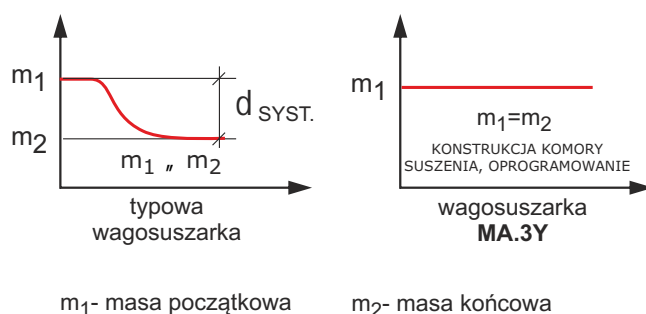 m₁
m₂
d SYST.
m₁ „ m₂
typowa
wagosuszarka
m₁
m₁=m₂
KONSTRUKCJA KOMORY
SUSZENIA, OPROGRAMOWANIE
wagosuszarka
MA.3Y
m₁- masa początkowa
m₂- masa końcowa